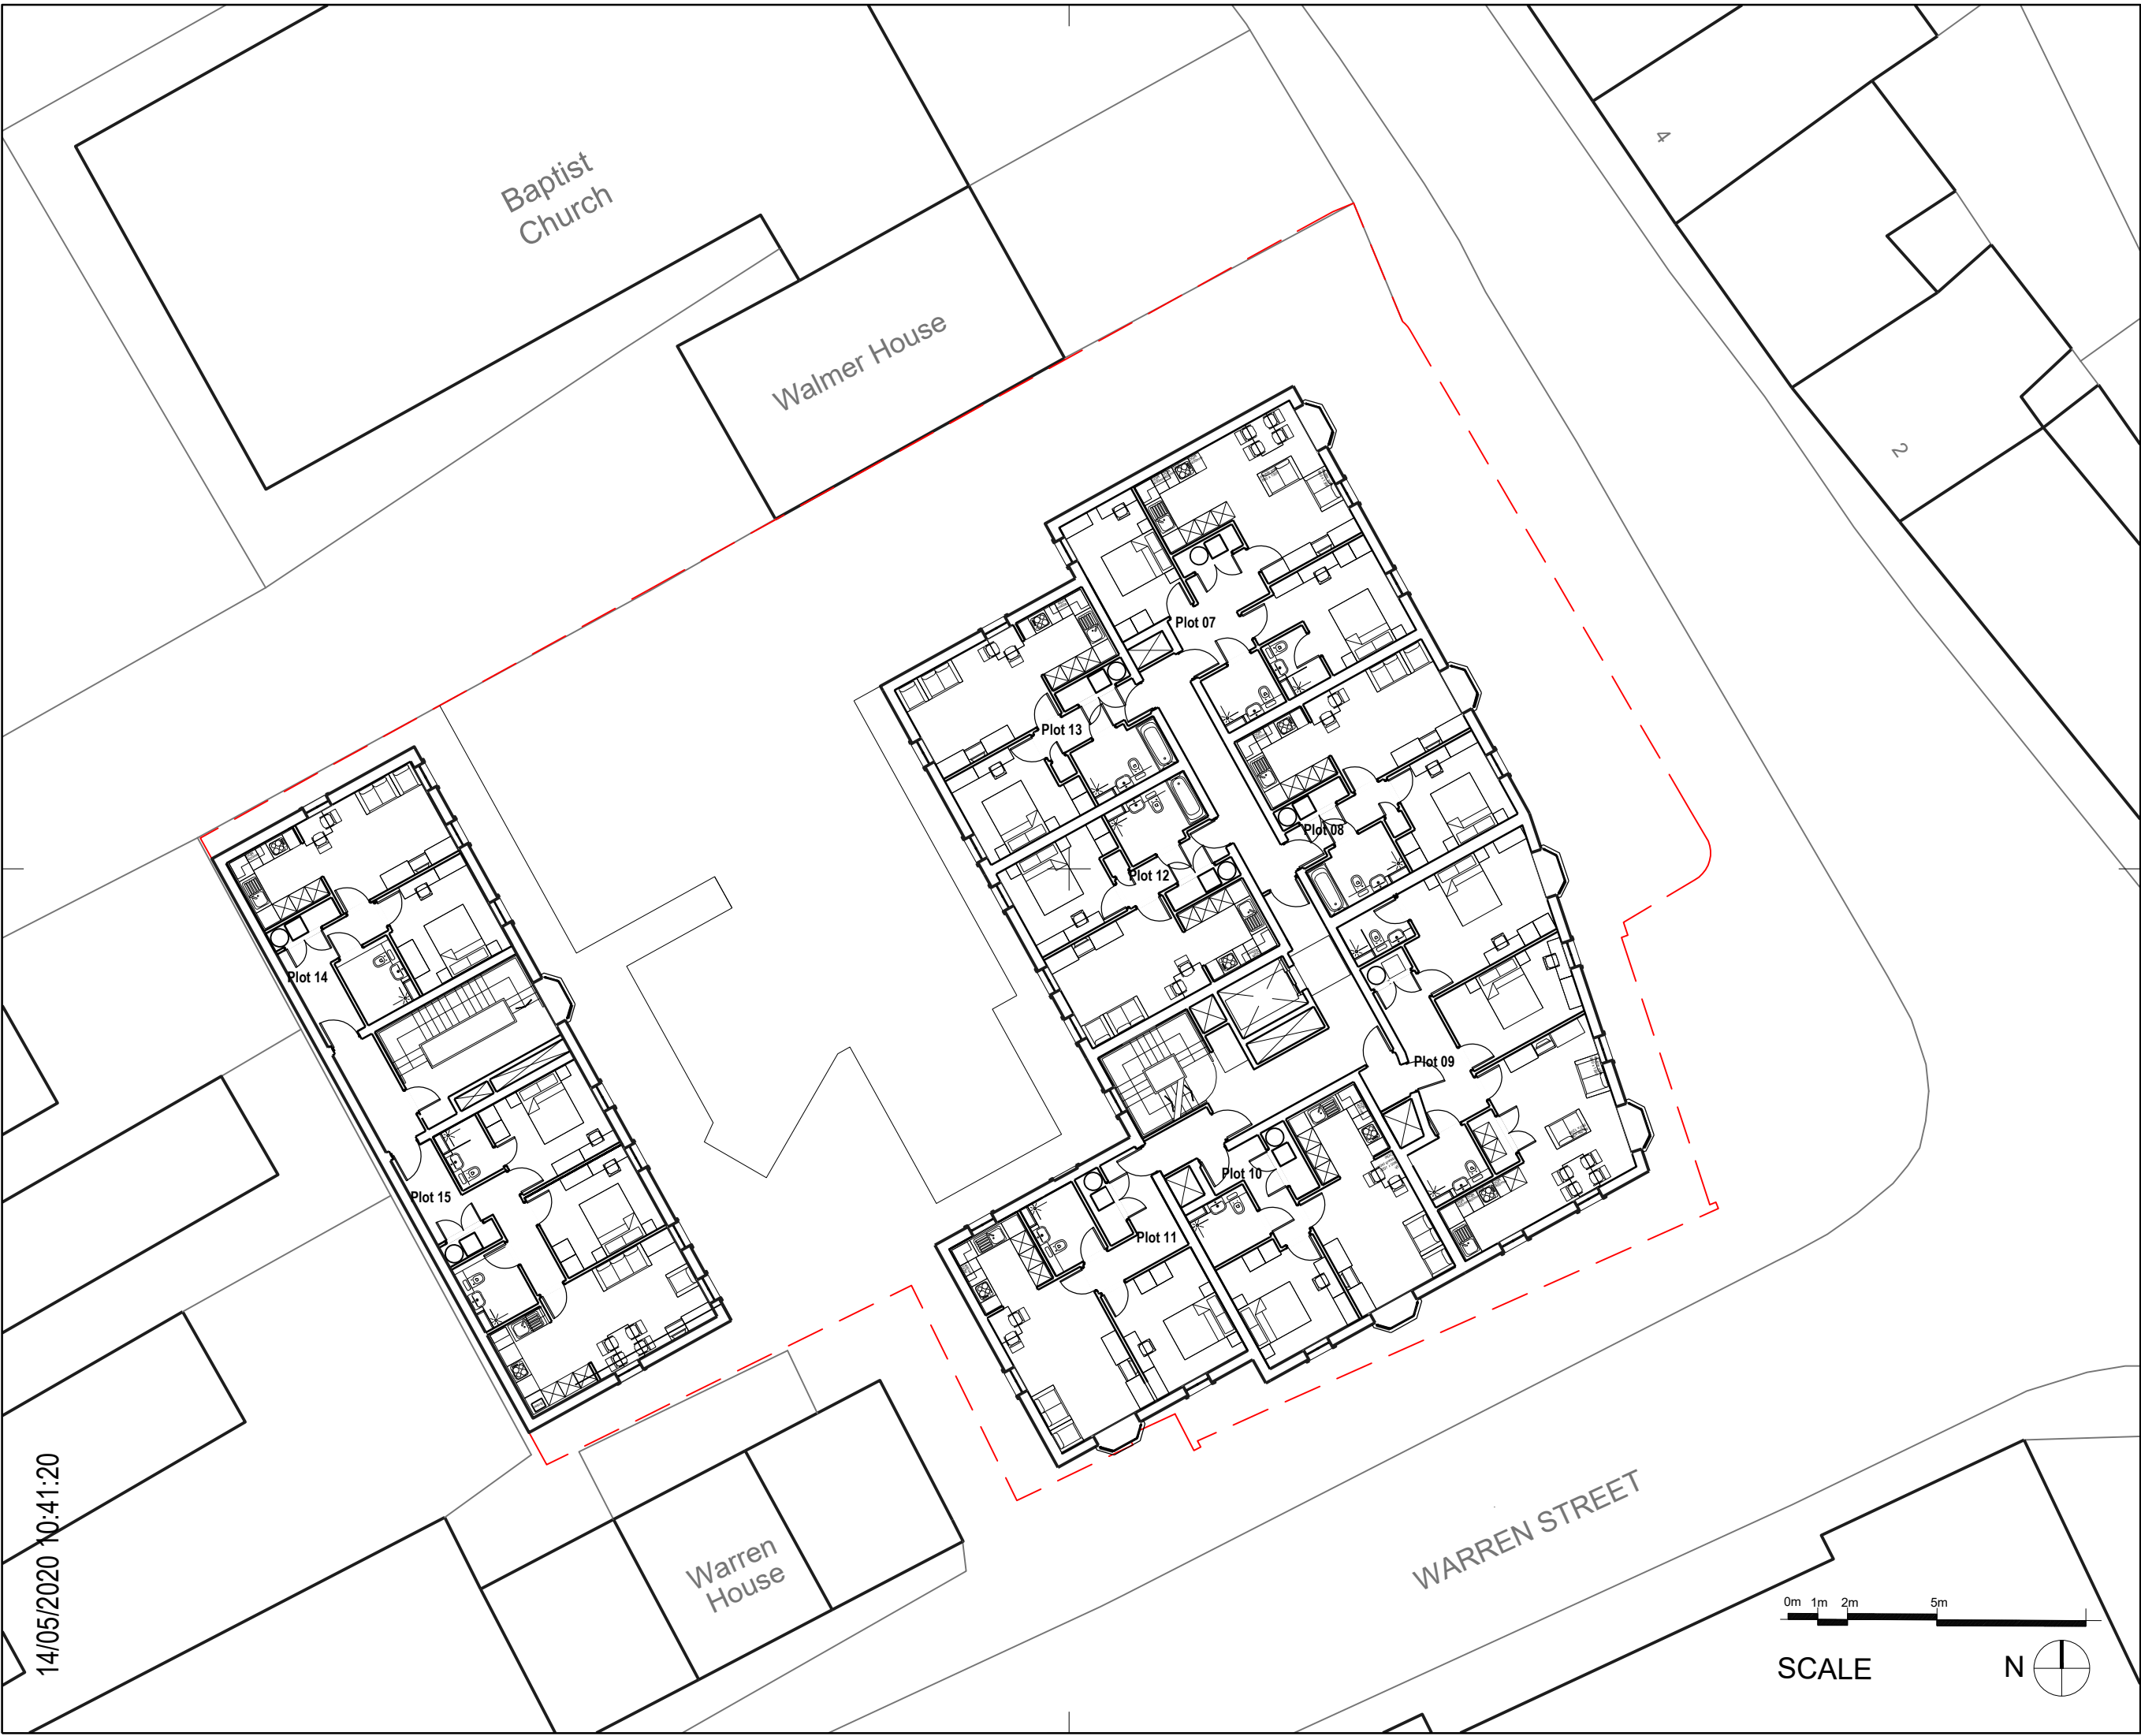 Baptist
Church
4
Walmer House
2
Plot 07
Plot 13
Plot 08
Plot 12
Plot 14
Plot 09
Plot 10
Plot 15
Plot 11
Warren
House
WARREN STREET
14/05/2020 10:41:20
0m 1m 2m 5m
SCALE
N